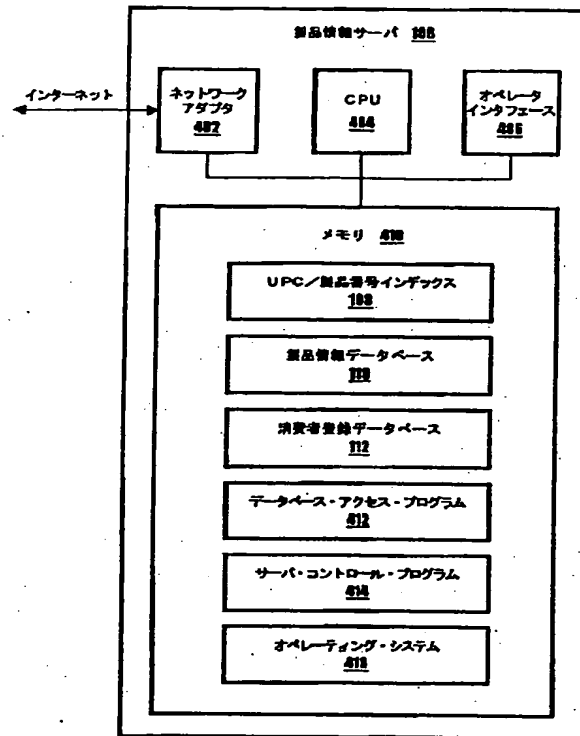 製品情報サーバ 106
インターネット
ネットワーク
アダプタ
402
CPU
404
オペレータ
インタフェース
406
メモリ 410
UPC/製品番号インデックス
108
製品情報データベース
110
消費者登録データベース
112
データベース・アクセス・プログラム
412
サーバ・コントロール・プログラム
414
オペレーティング・システム